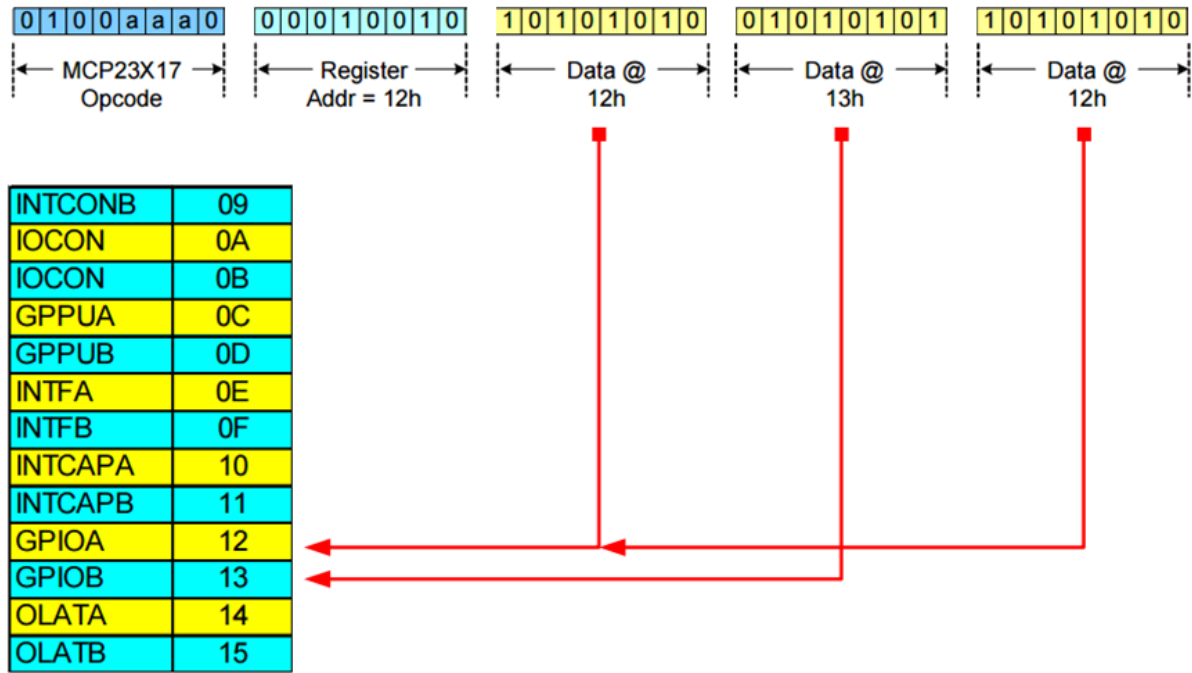 0 1 0 0 a a a 0 0 0 0 1 0 0 1 0 1 0 1 0 1 0 1 0 0 1 0 1 0 1 0 1 1 0 1 0 1 0 1 0
MCP23X17 Register Data @ Data @ Data @
Opcode Addr = 12h 12h 13h 12h
INTCONB 09
IOCON 0A
IOCON 0B
GPPUA 0C
GPPUB 0D
INTFA 0E
INTFB 0F
INTCAPA 10
INTCAPB 11
GPIOA 12
GPIOB 13
OLATA 14
OLATB 15